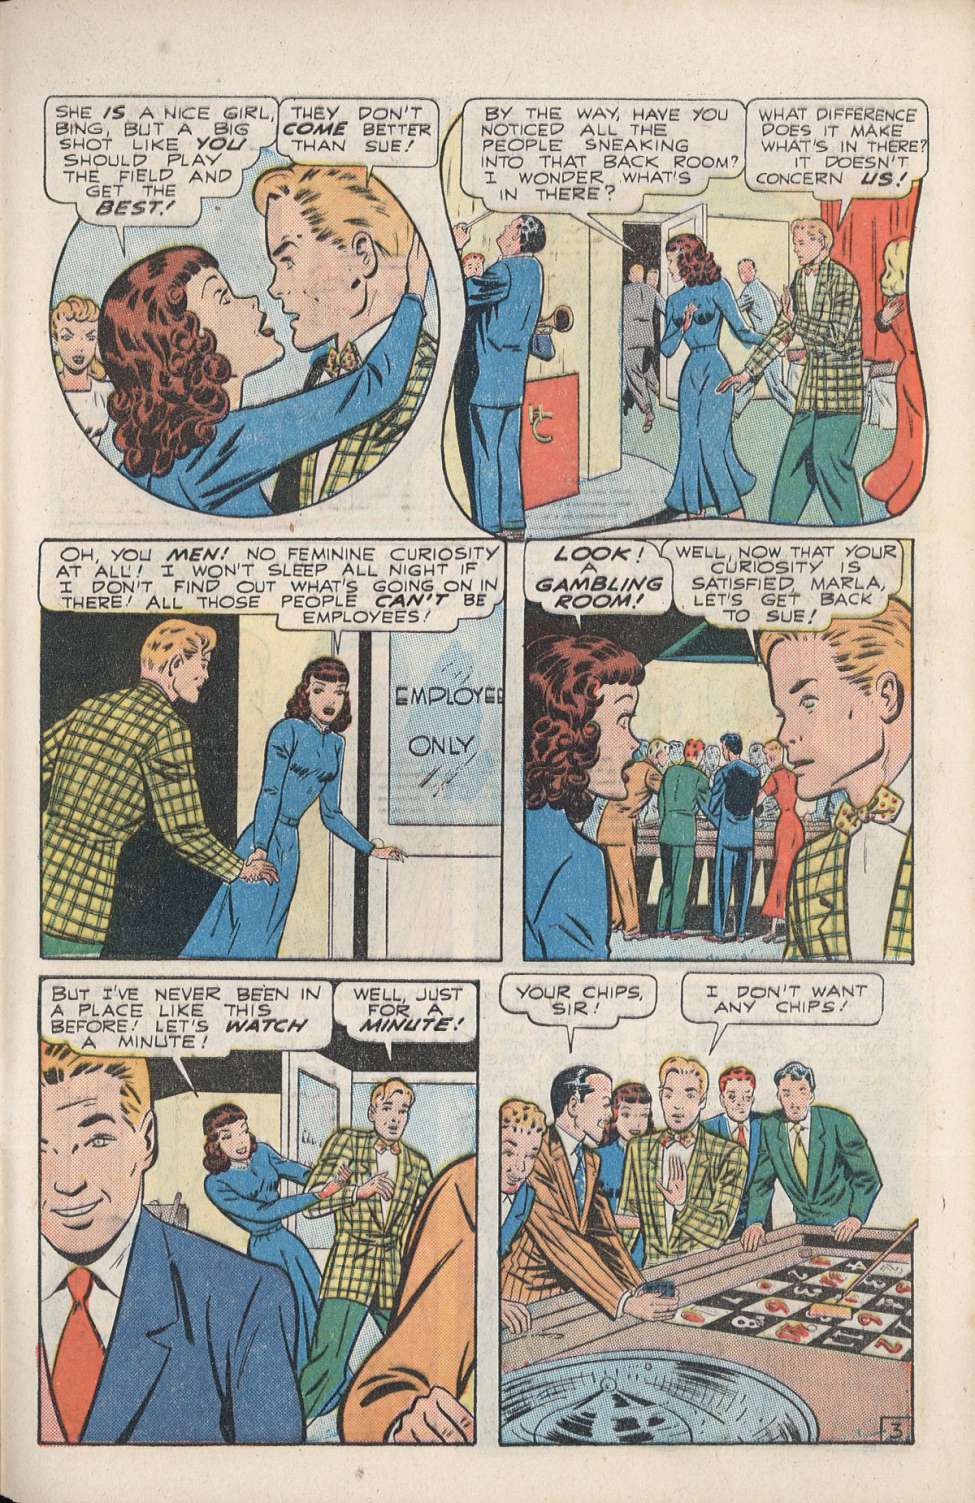 SHE IS A NICE GIRL,
BING, BUT A BIG
SHOT LIKE YOU
SHOULD PLAY
THE FIELD AND
GET THE
BEST!
THEY DON'T
COME BETTER
THAN SUE!
BY THE WAY, HAVE YOU
NOTICED ALL THE
PEOPLE SNEAKING
INTO THAT BACK ROOM?
I WONDER WHAT'S
IN THERE?
WHAT DIFFERENCE
DOES IT MAKE
WHAT'S IN THERE?
IT DOESN'T
CONCERN US!
OH, YOU MEN! NO FEMININE CURIOSITY
AT ALL! I WON'T SLEEP ALL NIGHT IF
I DON'T FIND OUT WHAT'S GOING ON IN
THERE! ALL THOSE PEOPLE CAN'T BE
EMPLOYEES!
EMPLOYEE
ONLY
LOOK!
A
GAMBLING
ROOM!
WELL, NOW THAT YOUR
CURIOSITY IS
SATISFIED, MARLA,
LET'S GET BACK
TO SUE!
BUT I'VE NEVER BEEN IN
A PLACE LIKE THIS
BEFORE! LET'S WATCH
A MINUTE!
WELL, JUST
FOR A
MINUTE!
YOUR CHIPS,
SIR!
I DON'T WANT
ANY CHIPS!
3